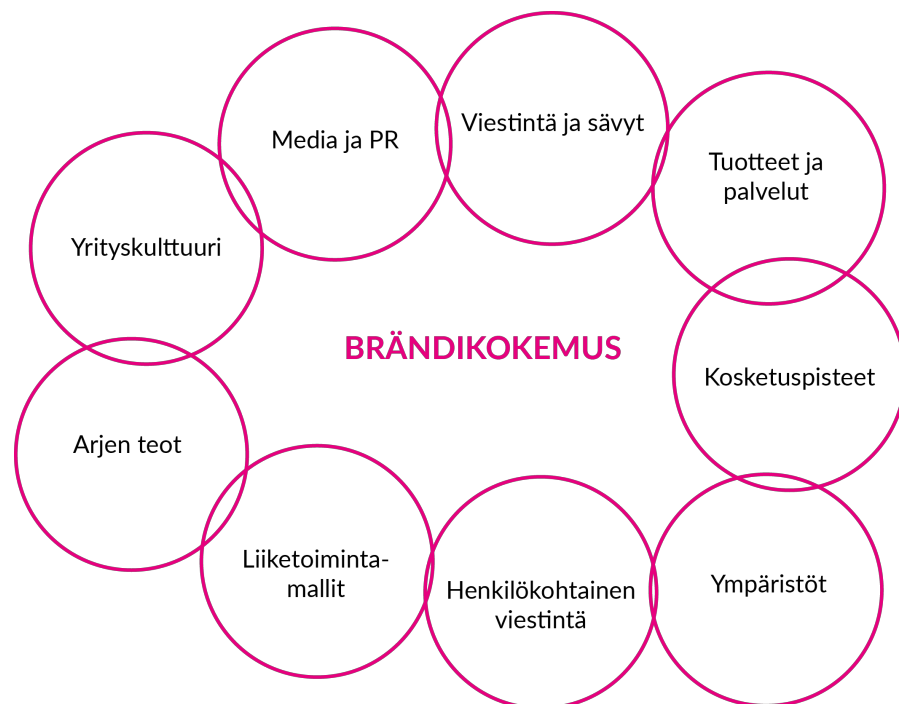 Viestintä ja sävyt
Media ja PR
Tuotteet ja
palvelut
Yrityskulttuuri
BRÄNDIKOKEMUS
Kosketuspisteet
Arjen teot
Liiketoiminta-
mallit
Henkilökohtainen
viestintä
Ympäristöt